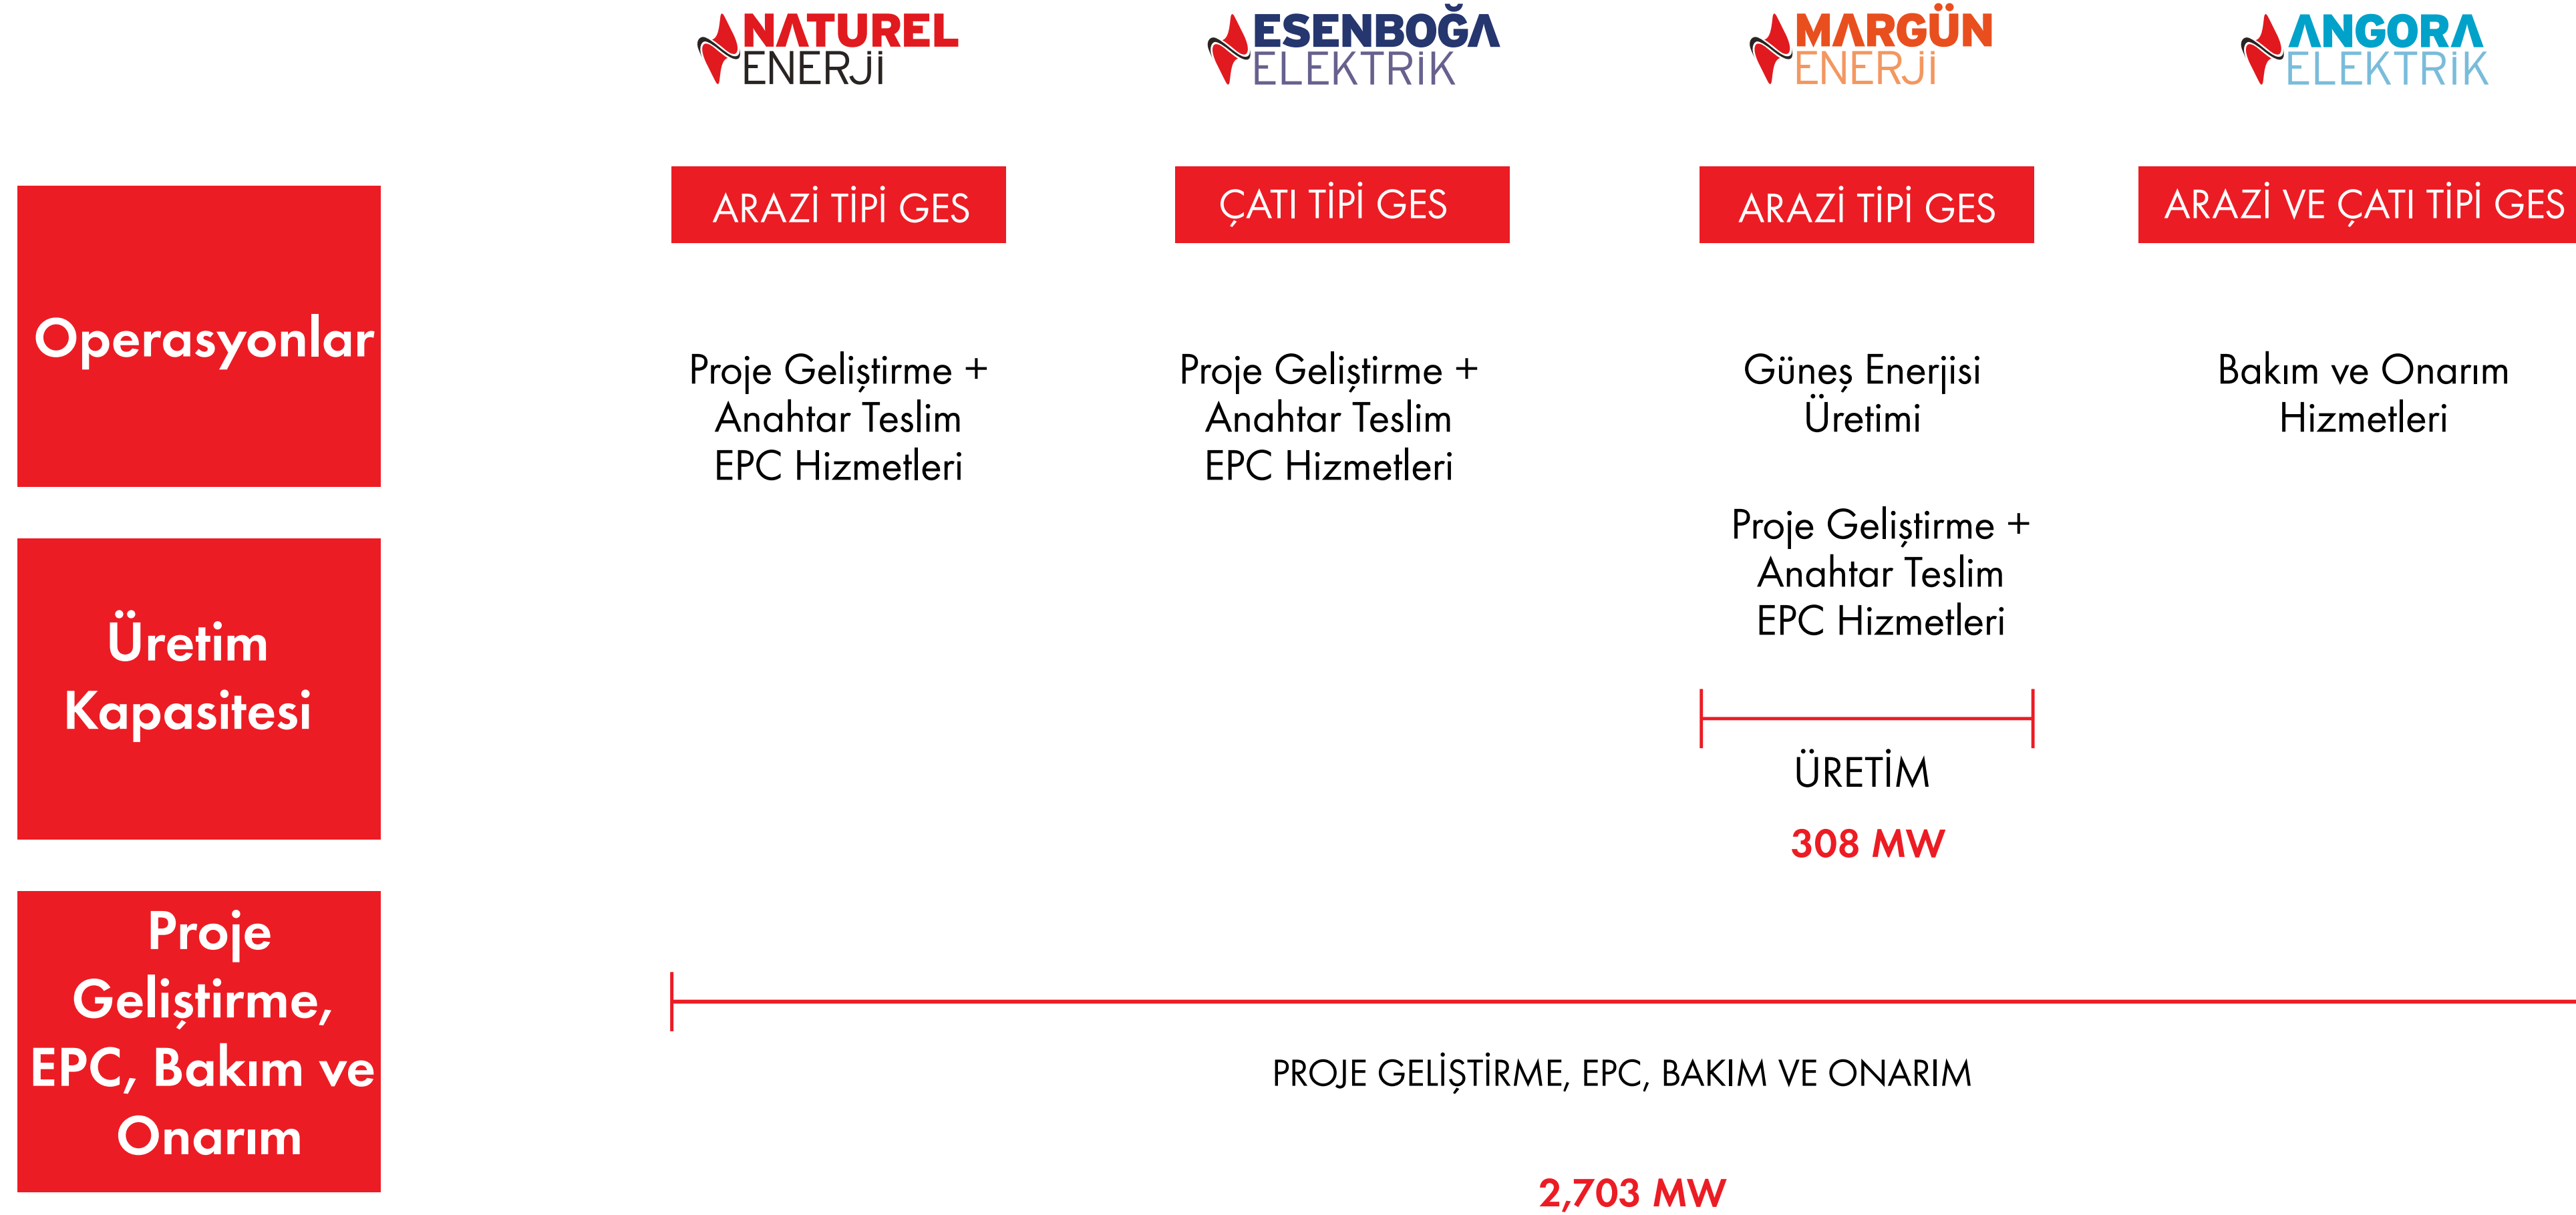 NATUREL
ENERJİ
ESENBOĞA
ELEKTRİK
MARGÜN
ENERJİ
ANGORA
ELEKTRİK
ARAZİ TİPİ GES
ÇATI TİPİ GES
ARAZİ TİPİ GES
ARAZİ VE ÇATI TİPİ GES
Operasyonlar
Proje Geliştirme +
Anahtar Teslim
EPC Hizmetleri
Proje Geliştirme +
Anahtar Teslim
EPC Hizmetleri
Güneş Enerjisi
Üretimi
Proje Geliştirme +
Anahtar Teslim
EPC Hizmetleri
Bakım ve Onarım
Hizmetleri
Üretim
Kapasitesi
ÜRETİM
308 MW
Proje
Geliştirme,
EPC, Bakım ve
Onarım
PROJE GELİŞTİRME, EPC, BAKIM VE ONARIM
2,703 MW